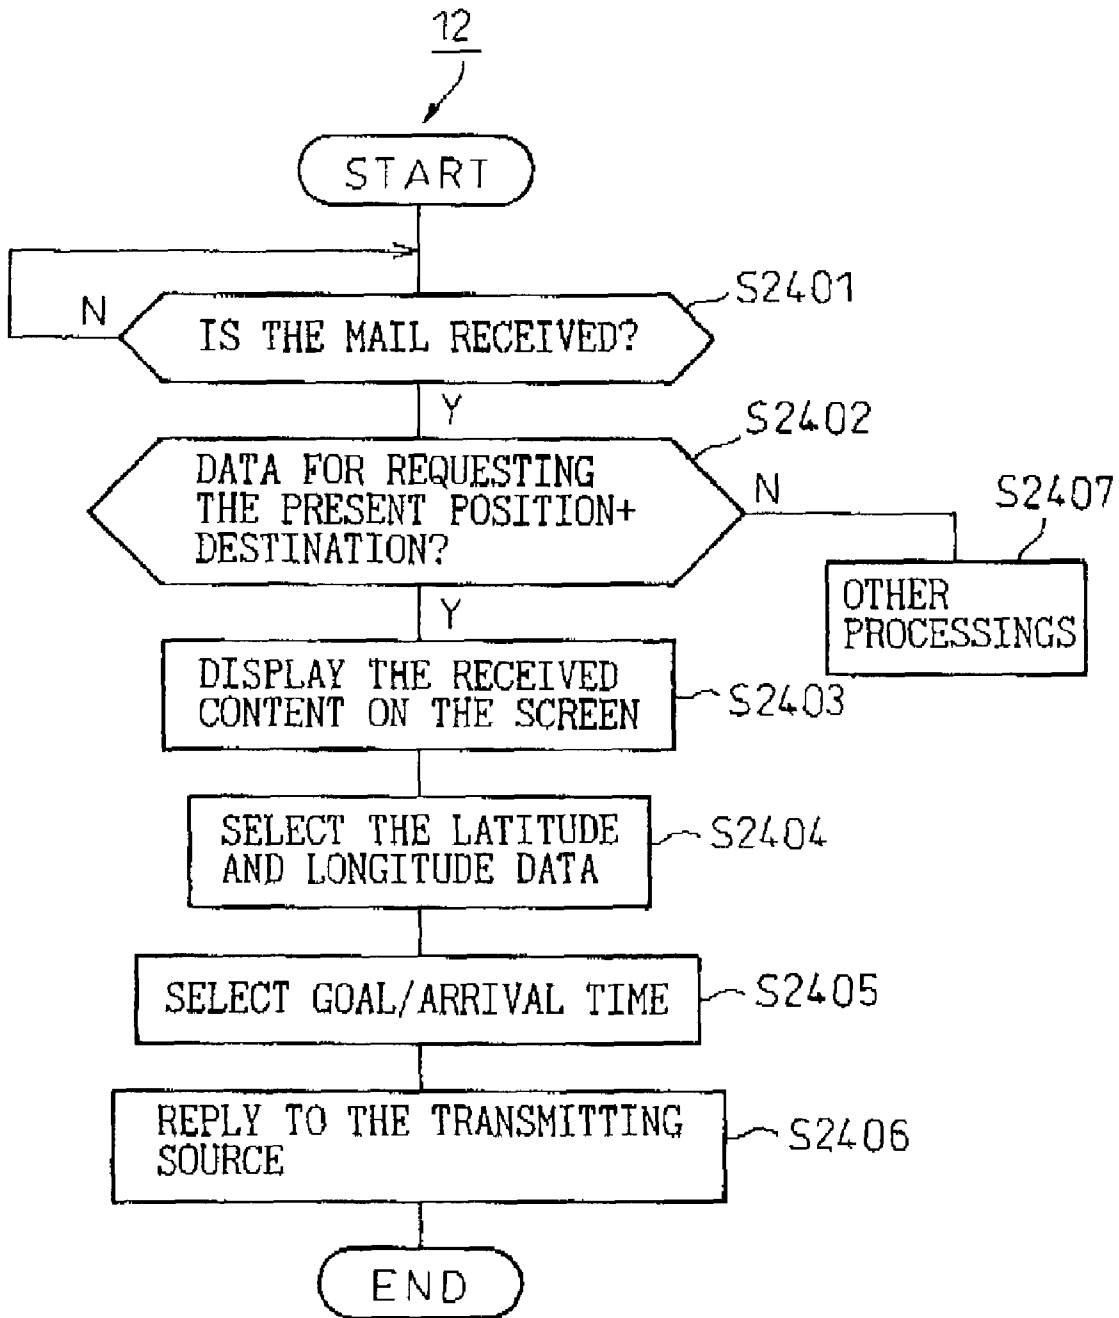 12
START
N
S2401
IS THE MAIL RECEIVED?
Y
S2402
DATA FOR REQUESTING
THE PRESENT POSITION+
DESTINATION?
N
S2407
OTHER
PROCESSINGS
Y
DISPLAY THE RECEIVED
CONTENT ON THE SCREEN
S2403
SELECT THE LATITUDE
AND LONGITUDE DATA
S2404
SELECT GOAL/ARRIVAL TIME
S2405
REPLY TO THE TRANSMITTING
SOURCE
S2406
END